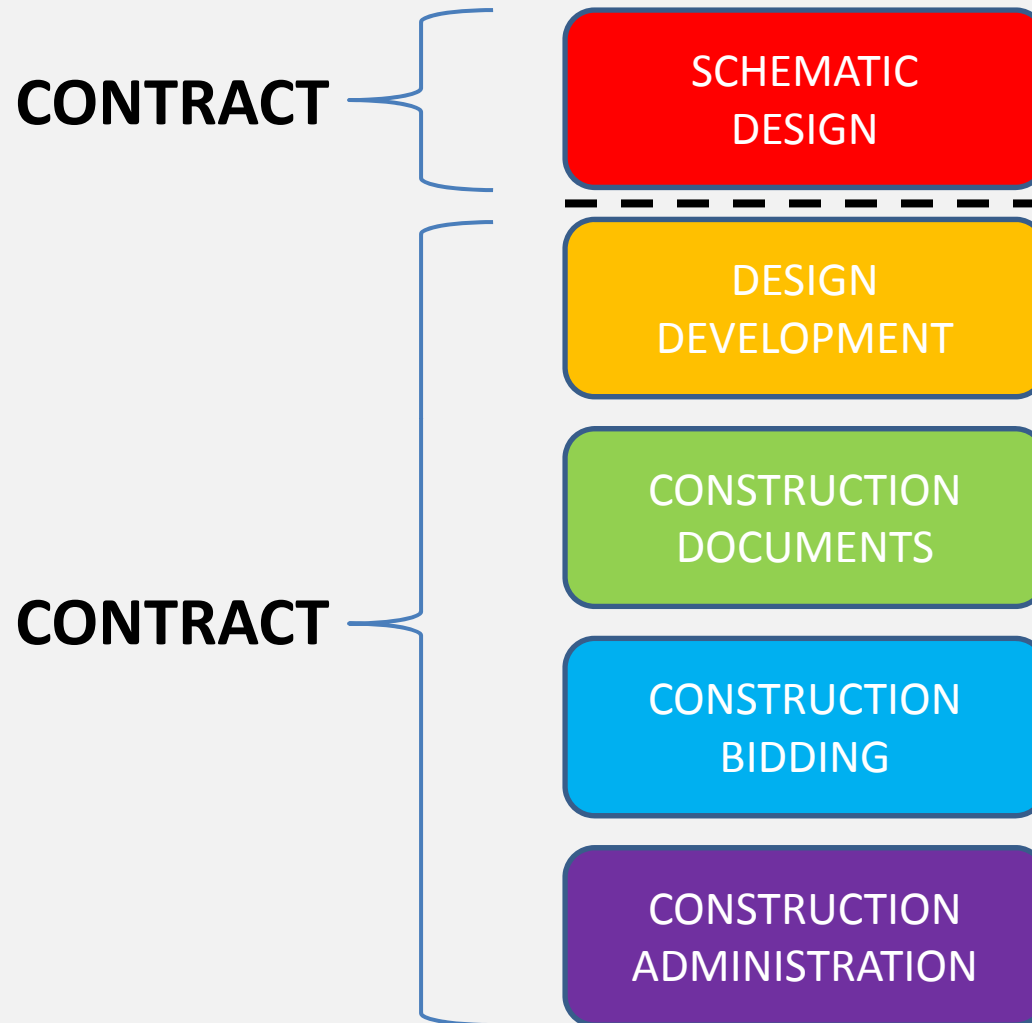 CONTRACT
SCHEMATIC
DESIGN
DESIGN
DEVELOPMENT
CONSTRUCTION
DOCUMENTS
CONTRACT
CONSTRUCTION
BIDDING
CONSTRUCTION
ADMINISTRATION